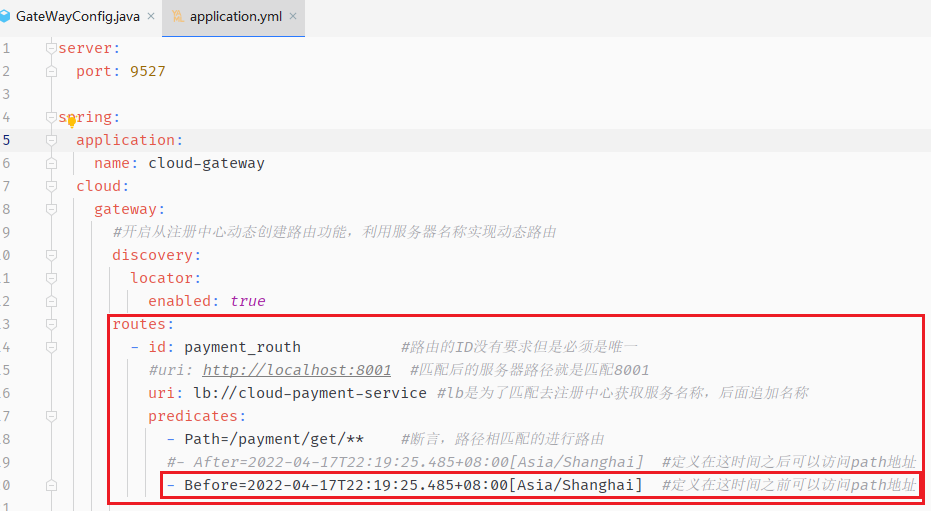 GateWayConfig.java × application.yml ×
1 server:
2 port: 9527
3
4 spring:
5 application:
6 name: cloud-gateway
7 cloud:
8 gateway:
9 #开启从注册中心动态创建路由功能，利用服务器名称实现动态路由
0 discovery:
1 locator:
2 enabled: true
3 routes:
4 - id: payment_routh #路由的ID没有要求但是必须是唯一
5 #uri: http://localhost:8001 #匹配后的服务器路径就是匹配8001
6 uri: lb://cloud-payment-service #lb是为了匹配去注册中心获取服务名称，后面追加名称
7 predicates:
8 - Path=/payment/get/** #断言，路径相匹配的进行路由
9 #- After=2022-04-17T22:19:25.485+08:00[Asia/Shanghai] #定义在这时间之后可以访问path地址
0 - Before=2022-04-17T22:19:25.485+08:00[Asia/Shanghai] #定义在这时间之前可以访问path地址